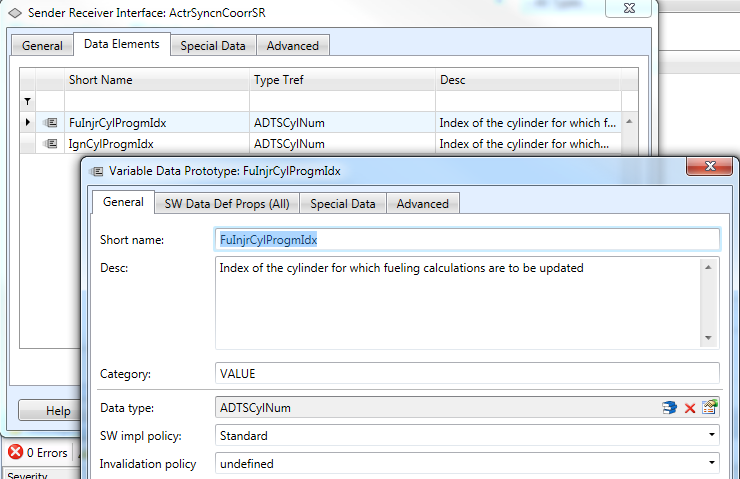 Sender Receiver Interface: ActrSyncnCoorrSR
General Data Elements Special Data Advanced
Short Name Type Tref Desc
FuInjrCylProgmIdx ADTSCylNum Index of the cylinder for which f...
IgnCylProgmIdx ADTSCylNum Index of the cylinder for which...
Variable Data Prototype: FuInjrCylProgmIdx
General SW Data Def Props (All) Special Data Advanced
Short name: FuInjrCylProgmIdx
Desc: Index of the cylinder for which fueling calculations are to be updated
Category: VALUE
Data type: ADTSCylNum
Help
SW impl policy: Standard
0 Errors
Invalidation policy undefined
Severity